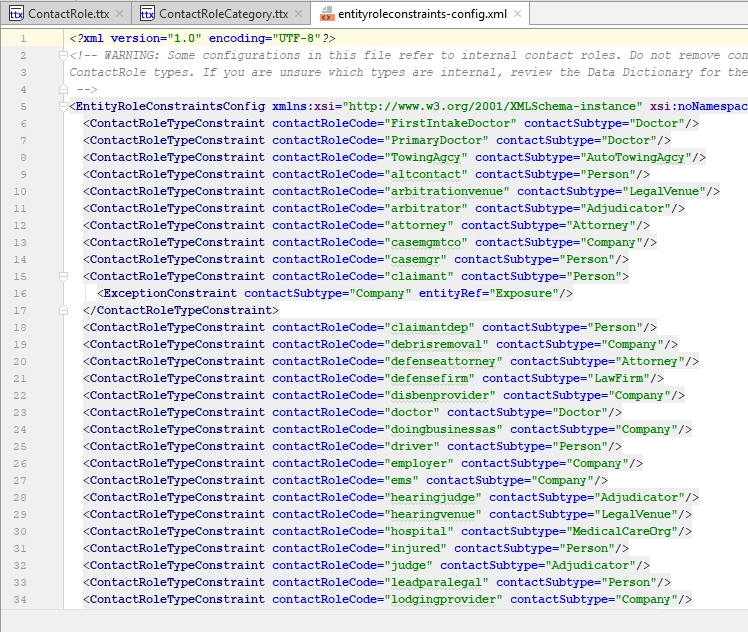 ContactRole.ttx ContactRoleCategory.ttx entityroleconstraints-config.xml
1 <?xml version="1.0" encoding="UTF-8"?>
2 <!-- WARNING: Some configurations in this file refer to internal contact roles. Do not remove con
3 ContactRole types. If you are unsure which types are internal, review the Data Dictionary for the
4 -->
5 <EntityRoleConstraintsConfig xmlns:xsi="http://www.w3.org/2001/XMLSchema-instance" xsi:noNamespac
6 <ContactRoleTypeConstraint contactRoleCode="FirstIntakeDoctor" contactSubtype="Doctor"/>
7 <ContactRoleTypeConstraint contactRoleCode="PrimaryDoctor" contactSubtype="Doctor"/>
8 <ContactRoleTypeConstraint contactRoleCode="TowingAgcy" contactSubtype="AutoTowingAgcy"/>
9 <ContactRoleTypeConstraint contactRoleCode="altcontact" contactSubtype="Person"/>
10 <ContactRoleTypeConstraint contactRoleCode="arbitrationvenue" contactSubtype="LegalVenue"/>
11 <ContactRoleTypeConstraint contactRoleCode="arbitrator" contactSubtype="Adjudicator"/>
12 <ContactRoleTypeConstraint contactRoleCode="attorney" contactSubtype="Attorney"/>
13 <ContactRoleTypeConstraint contactRoleCode="casemgmtco" contactSubtype="Company"/>
14 <ContactRoleTypeConstraint contactRoleCode="casemgr" contactSubtype="Person"/>
15 <ContactRoleTypeConstraint contactRoleCode="claimant" contactSubtype="Person">
16 <ExceptionConstraint contactSubtype="Company" entityRef="Exposure"/>
17 </ContactRoleTypeConstraint>
18 <ContactRoleTypeConstraint contactRoleCode="claimantdep" contactSubtype="Person"/>
19 <ContactRoleTypeConstraint contactRoleCode="debrisremoval" contactSubtype="Company"/>
20 <ContactRoleTypeConstraint contactRoleCode="defenseattorney" contactSubtype="Attorney"/>
21 <ContactRoleTypeConstraint contactRoleCode="defensefirm" contactSubtype="LawFirm"/>
22 <ContactRoleTypeConstraint contactRoleCode="disbenprovider" contactSubtype="Company"/>
23 <ContactRoleTypeConstraint contactRoleCode="doctor" contactSubtype="Doctor"/>
24 <ContactRoleTypeConstraint contactRoleCode="doingbusinessas" contactSubtype="Company"/>
25 <ContactRoleTypeConstraint contactRoleCode="driver" contactSubtype="Person"/>
26 <ContactRoleTypeConstraint contactRoleCode="employer" contactSubtype="Company"/>
27 <ContactRoleTypeConstraint contactRoleCode="ems" contactSubtype="Company"/>
28 <ContactRoleTypeConstraint contactRoleCode="hearingjudge" contactSubtype="Adjudicator"/>
29 <ContactRoleTypeConstraint contactRoleCode="hearingvenue" contactSubtype="LegalVenue"/>
30 <ContactRoleTypeConstraint contactRoleCode="hospital" contactSubtype="MedicalCareOrg"/>
31 <ContactRoleTypeConstraint contactRoleCode="injured" contactSubtype="Person"/>
32 <ContactRoleTypeConstraint contactRoleCode="judge" contactSubtype="Adjudicator"/>
33 <ContactRoleTypeConstraint contactRoleCode="leadparalegal" contactSubtype="Person"/>
34 <ContactRoleTypeConstraint contactRoleCode="lodgingprovider" contactSubtype="Company"/>